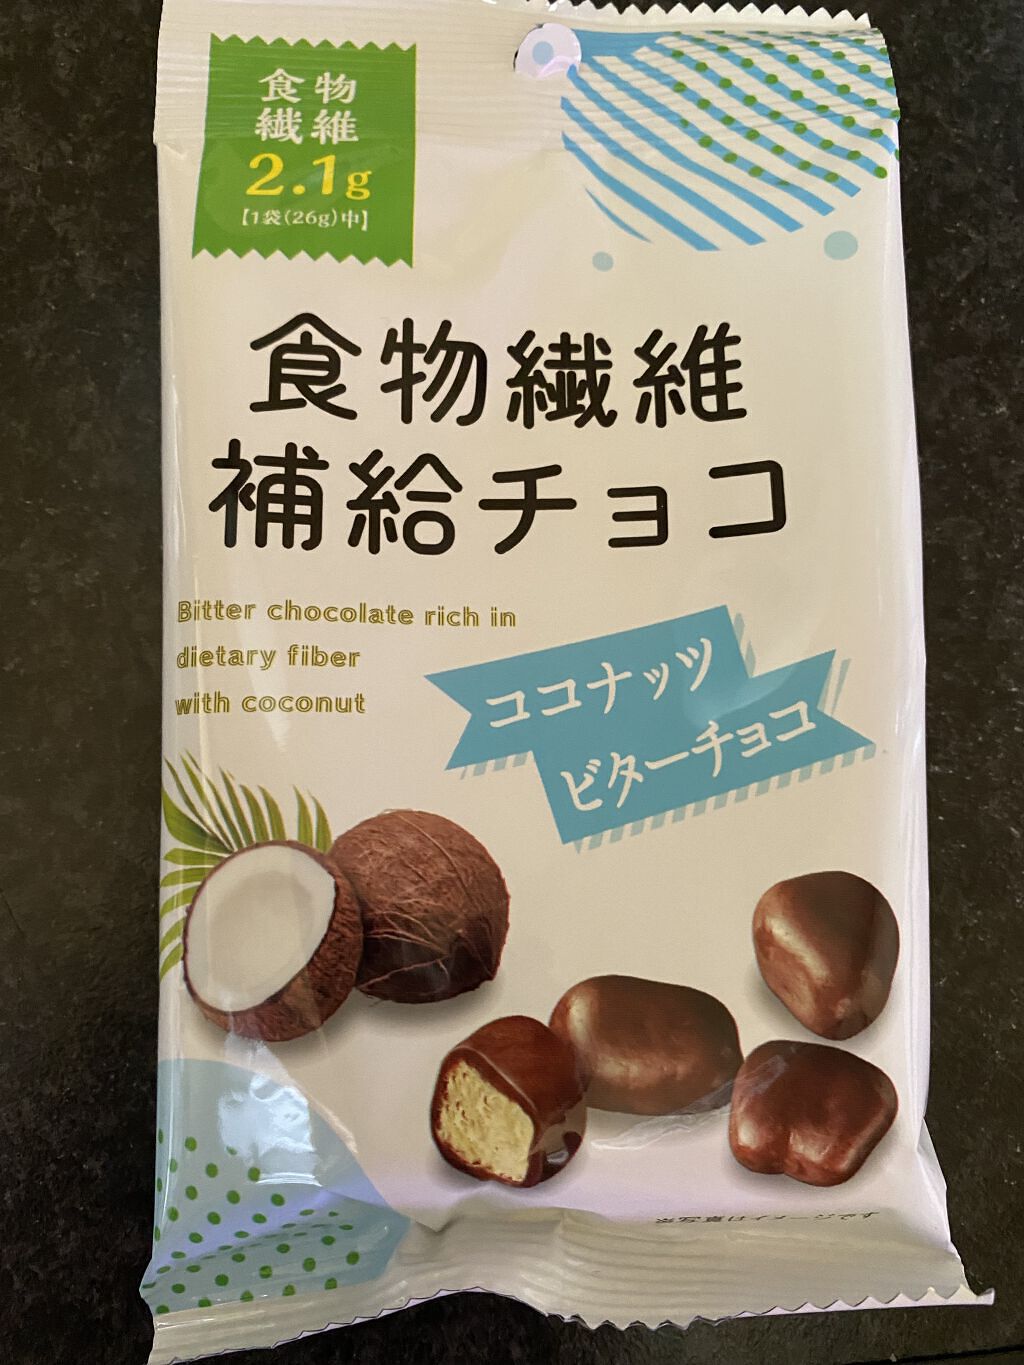 食物
繊維
2.1g
【1袋(26g)中】
食物繊維
補給チョコ
Bitter chocolate rich in
dietary fiber
with coconut
ココナッツ
ビターチョコ
※写真はイメージです